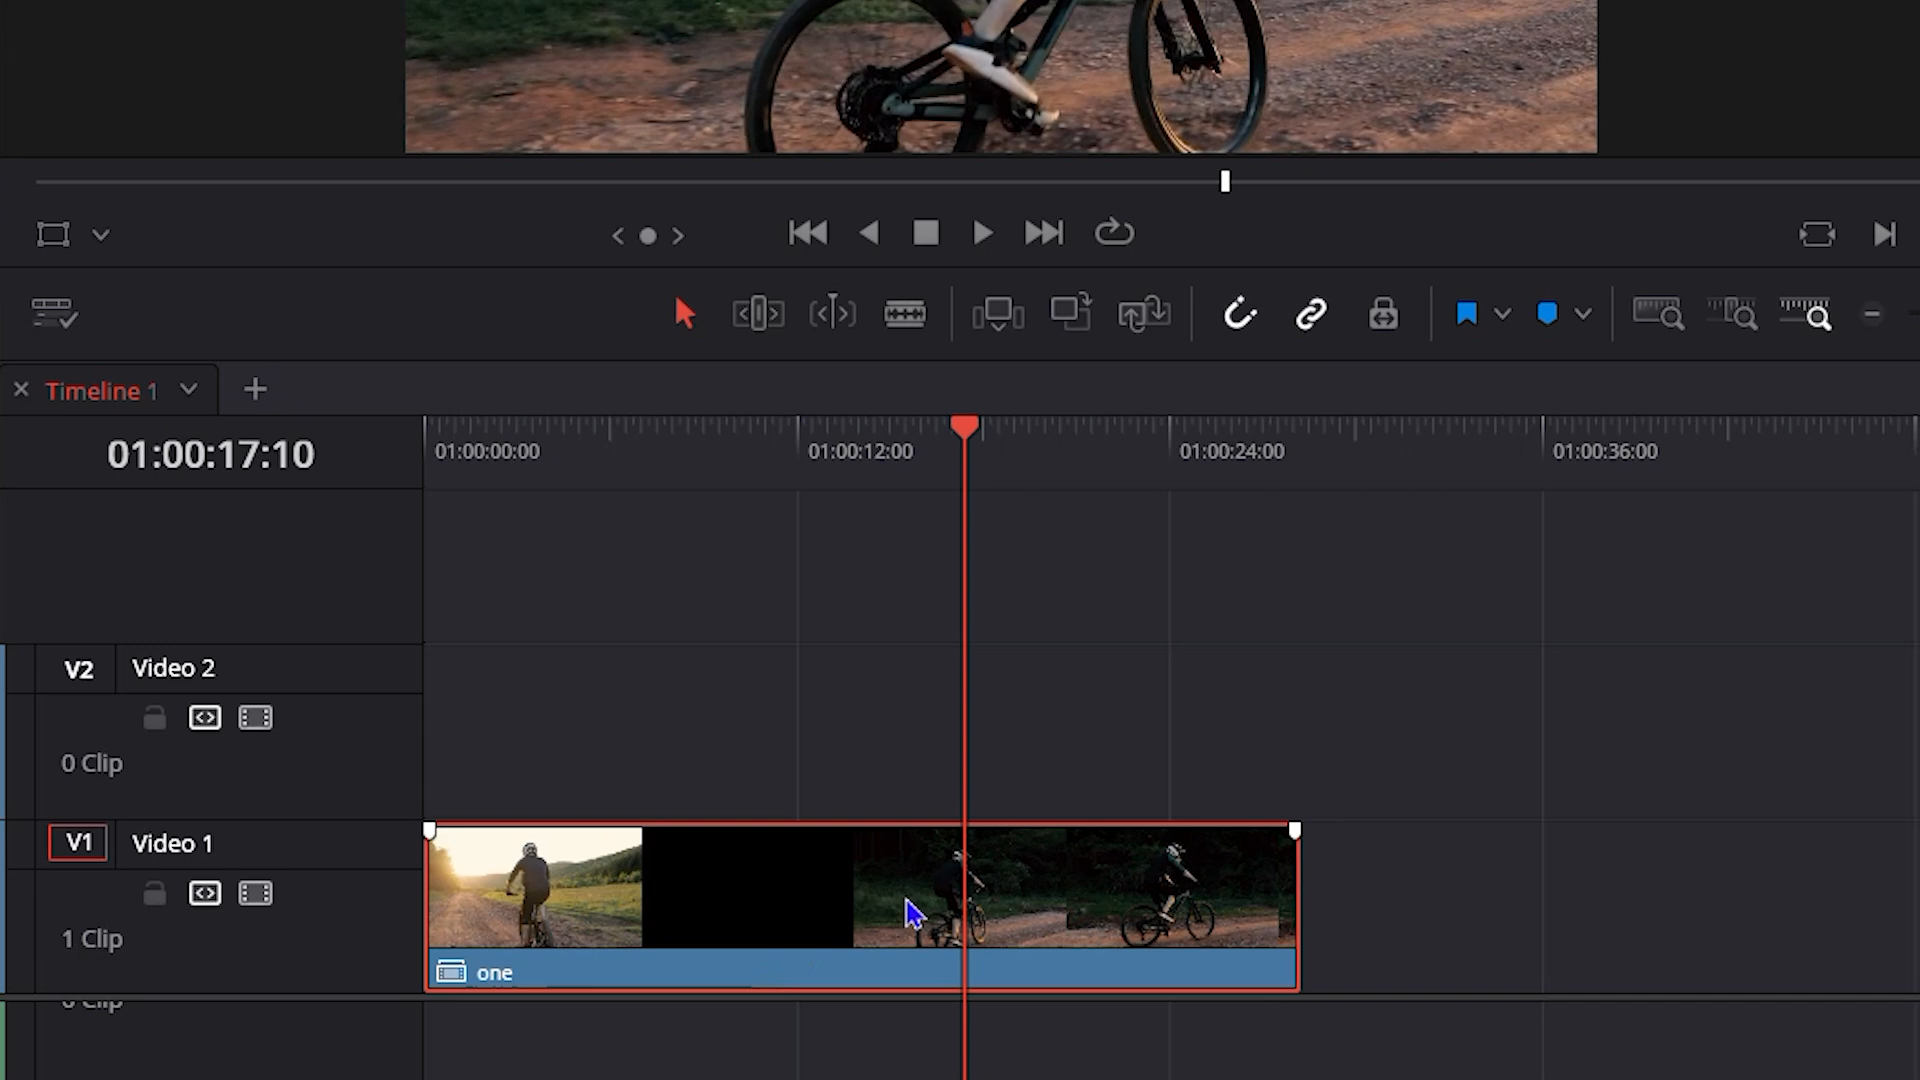 Timeline 1
01:00:17:10
01:00:00:00
01:00:12:00
01:00:24:00
01:00:36:00
V2
Video 2
0 Clip
V1
Video 1
1 Clip
one
0 Clip